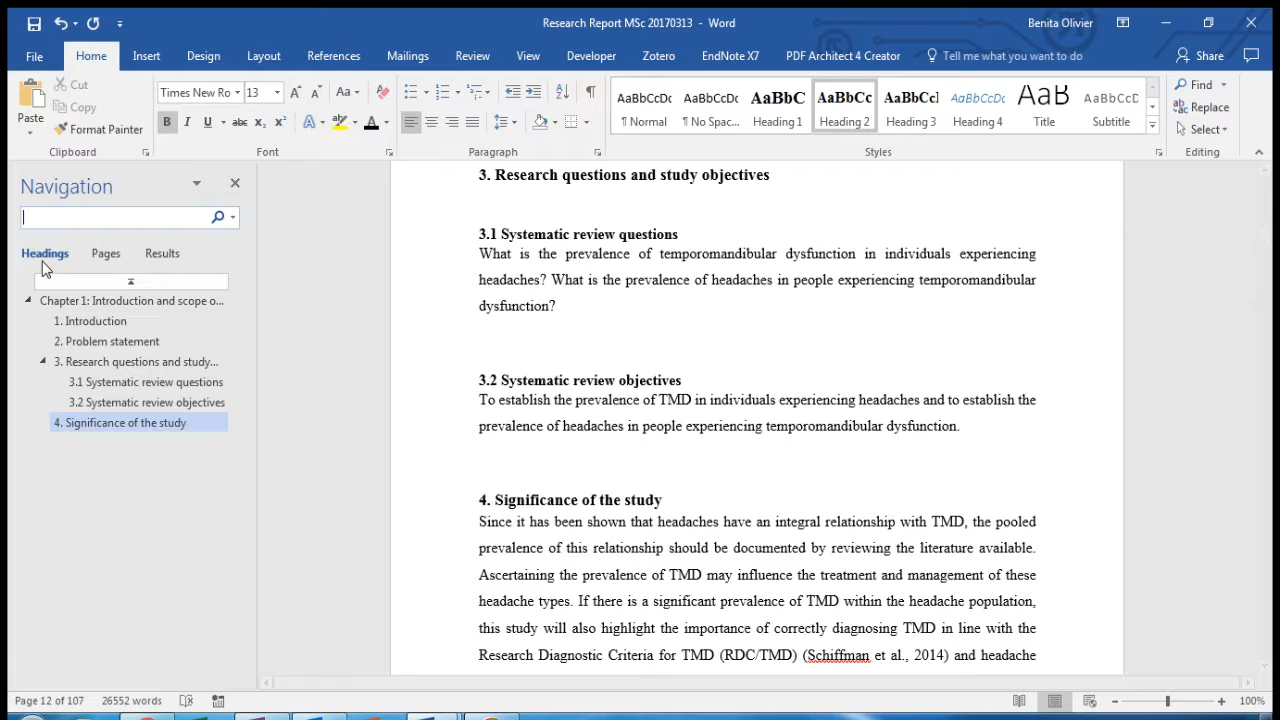 Research Report MSc 20170313 - Word
Benita Olivier
File Home Insert Design Layout References Mailings Review View Developer Zotero EndNote X7 PDF Architect 4 Creator Tell me what you want to do Share
Paste
Cut
Copy
Format Painter
Clipboard
Times New Ro 13
Aa
B I U abc x₂ x² A A
Font
Paragraph
AaBbCcDc AaBbCcDc AaBbC AaBbCc AaBbCcI AaBbCcDc AaB AaBbCcDc
¶ Normal ¶ No Spac... Heading 1 Heading 2 Heading 3 Heading 4 Title Subtitle
Styles
Find
Replace
Select
Editing
Navigation
Headings Pages Results
Chapter 1: Introduction and scope o...
1. Introduction
2. Problem statement
3. Research questions and study...
3.1 Systematic review questions
3.2 Systematic review objectives
4. Significance of the study
3. Research questions and study objectives
3.1 Systematic review questions
What is the prevalence of temporomandibular dysfunction in individuals experiencing
headaches? What is the prevalence of headaches in people experiencing temporomandibular
dysfunction?
3.2 Systematic review objectives
To establish the prevalence of TMD in individuals experiencing headaches and to establish the
prevalence of headaches in people experiencing temporomandibular dysfunction.
4. Significance of the study
Since it has been shown that headaches have an integral relationship with TMD, the pooled
prevalence of this relationship should be documented by reviewing the literature available.
Ascertaining the prevalence of TMD may influence the treatment and management of these
headache types. If there is a significant prevalence of TMD within the headache population,
this study will also highlight the importance of correctly diagnosing TMD in line with the
Research Diagnostic Criteria for TMD (RDC/TMD) (Schiffman et al., 2014) and headache
Page 12 of 107 26552 words
100%